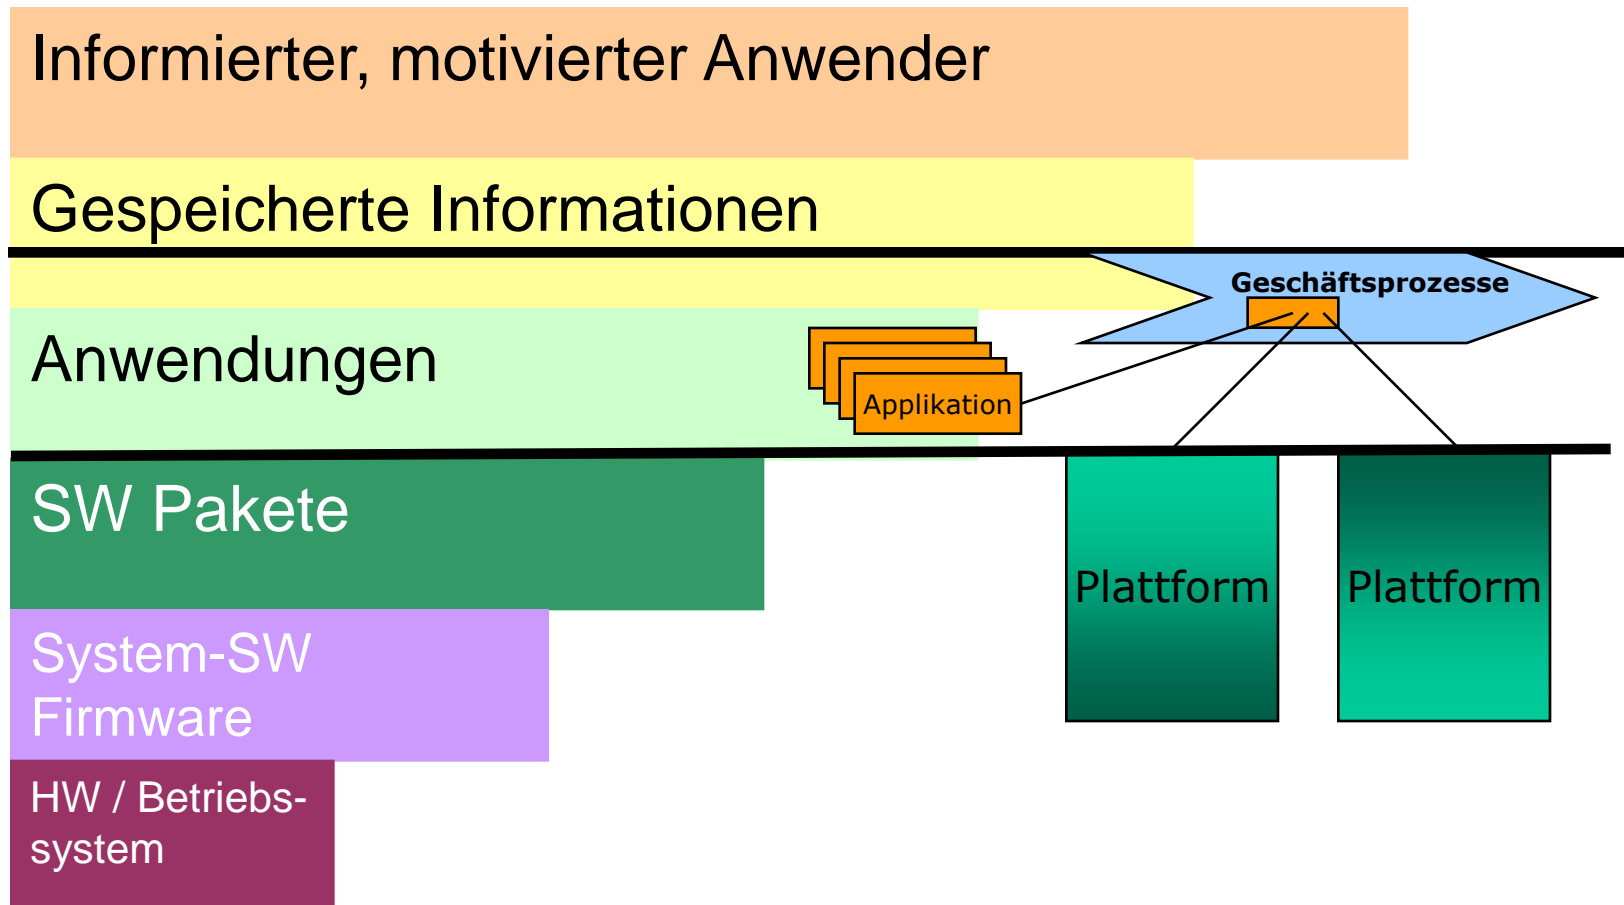 Informierter, motivierter Anwender
Gespeicherte Informationen
Geschäftsprozesse
Anwendungen
Applikation
SW Pakete
Plattform
Plattform
System-SW
Firmware
HW / Betriebs-
system